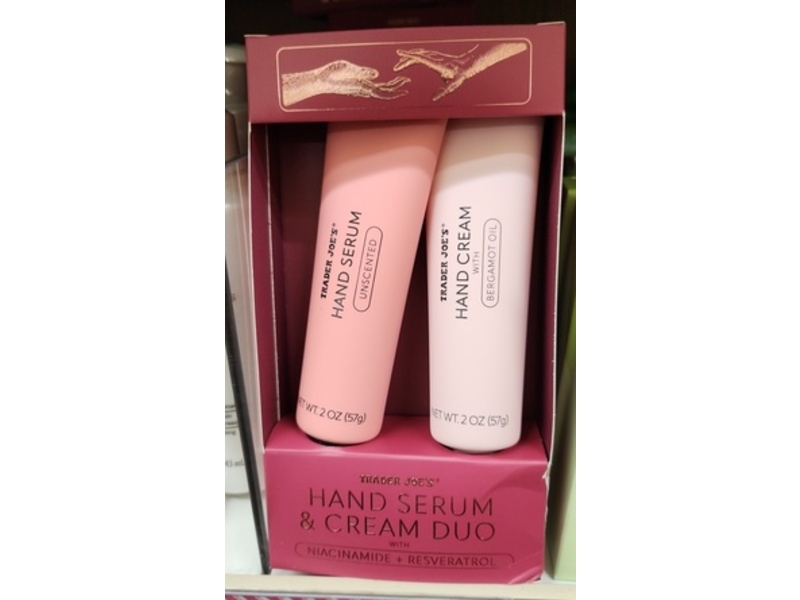 TRADER JOE'S
HAND SERUM
UNSCENTED
NET WT. 2 OZ (57g)
TRADER JOE'S
HAND CREAM
WITH
BERGAMOT OIL
NET WT. 2 OZ (57g)
TRADER JOE'S
HAND SERUM
& CREAM DUO
WITH
NIACINAMIDE + RESVERATROL